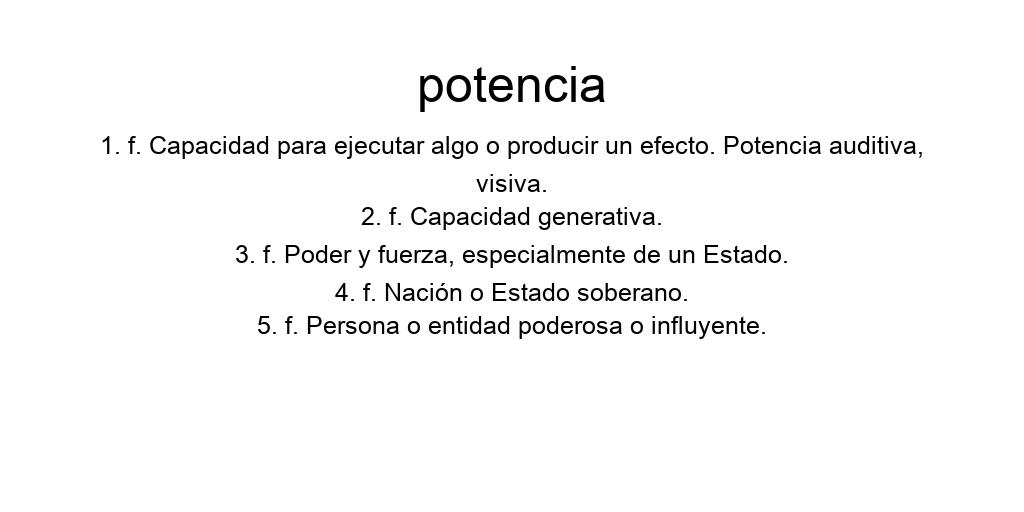 potencia
1. f. Capacidad para ejecutar algo o producir un efecto. Potencia auditiva,
visiva.
2. f. Capacidad generativa.
3. f. Poder y fuerza, especialmente de un Estado.
4. f. Nación o Estado soberano.
5. f. Persona o entidad poderosa o influyente.